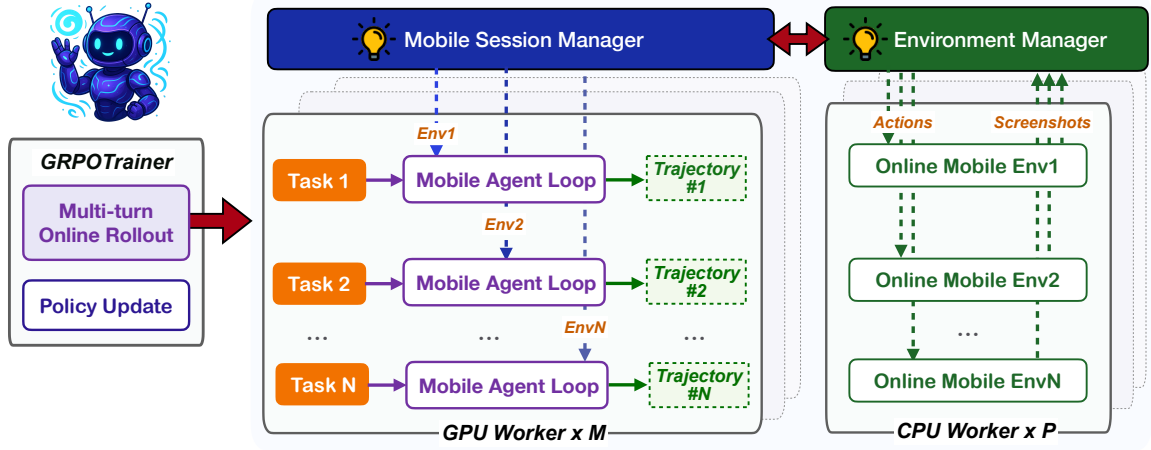 Mobile Session Manager
Environment Manager
GRPOTrainer
Multi-turn
Online Rollout
Policy Update
Env1
Task 1
Mobile Agent Loop
Trajectory
#1
Env2
Task 2
Mobile Agent Loop
Trajectory
#2
EnvN
...
...
...
Task N
Mobile Agent Loop
Trajectory
#N
GPU Worker x M
Actions
Screenshots
Online Mobile Env1
Online Mobile Env2
...
Online Mobile EnvN
CPU Worker x P